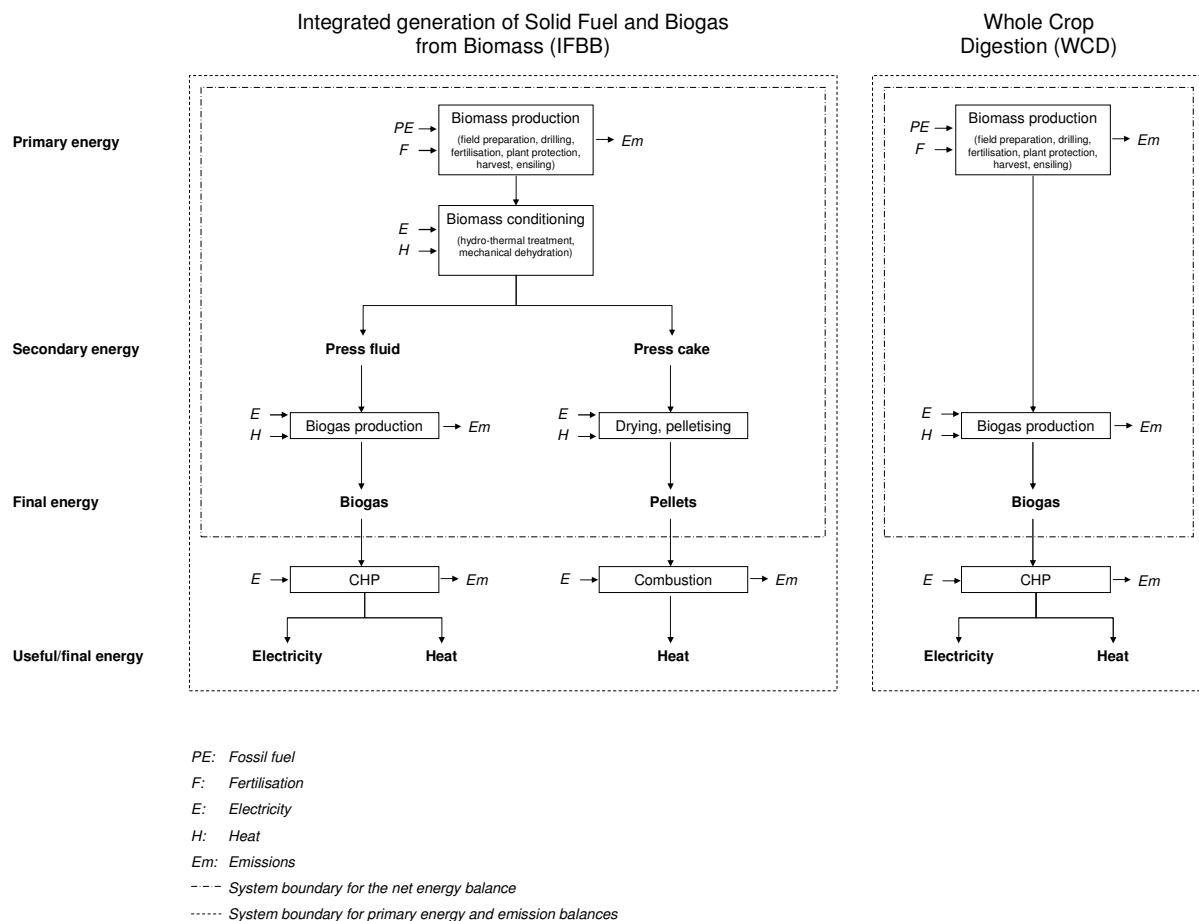 Integrated generation of Solid Fuel and Biogas
from Biomass (IFBB)
Whole Crop
Digestion (WCD)
Primary energy
PE
F
Biomass production
(field preparation, drilling,
fertilisation, plant protection,
harvest, ensiling)
Em
PE
F
Biomass production
(field preparation, drilling,
fertilisation, plant protection,
harvest, ensiling)
Em
E
H
Biomass conditioning
(hydro-thermal treatment,
mechanical dehydration)
Secondary energy
Press fluid
Press cake
E
H
Biogas production
Em
E
H
Drying, pelletising
E
H
Biogas production
Em
Final energy
Biogas
Pellets
Biogas
E
CHP
Em
E
Combustion
Em
E
CHP
Em
Useful/final energy
Electricity
Heat
Heat
Electricity
Heat
PE: Fossil fuel
F: Fertilisation
E: Electricity
H: Heat
Em: Emissions
System boundary for the net energy balance
System boundary for primary energy and emission balances